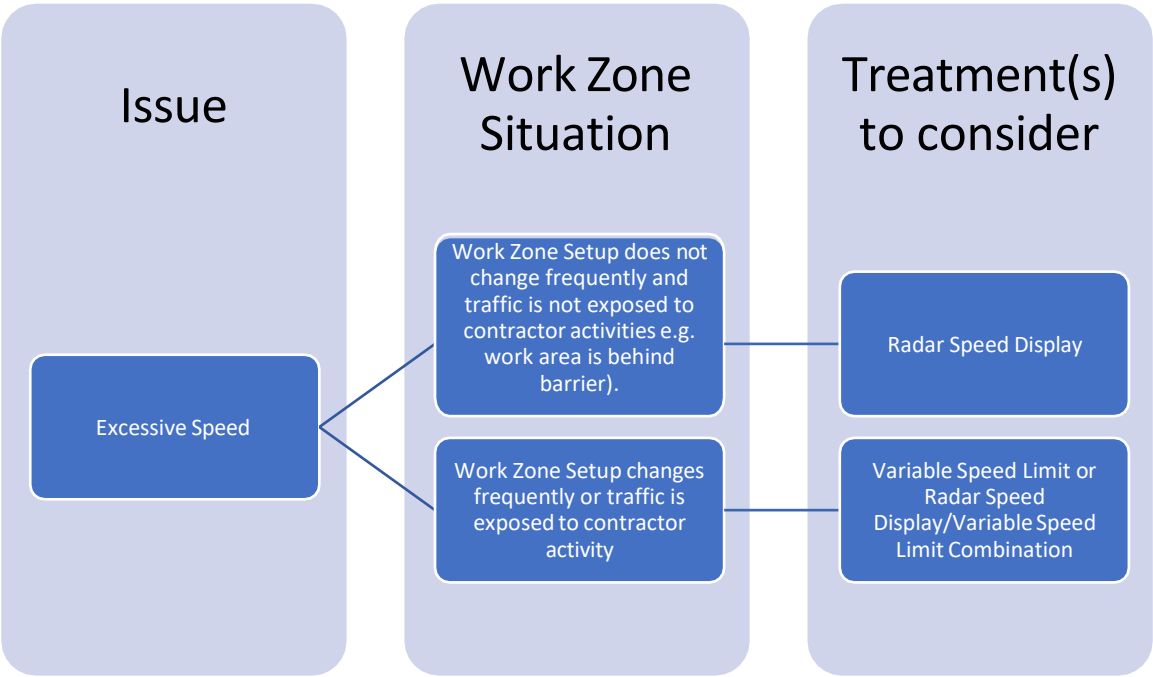 Issue
Work Zone
Situation
Treatment(s)
to consider
Excessive Speed
Work Zone Setup does not
change frequently and
traffic is not exposed to
contractor activities e.g.
work area is behind
barrier).
Radar Speed Display
Work Zone Setup changes
frequently or traffic is
exposed to contractor
activity
Variable Speed Limit or
Radar Speed
Display/Variable Speed
Limit Combination